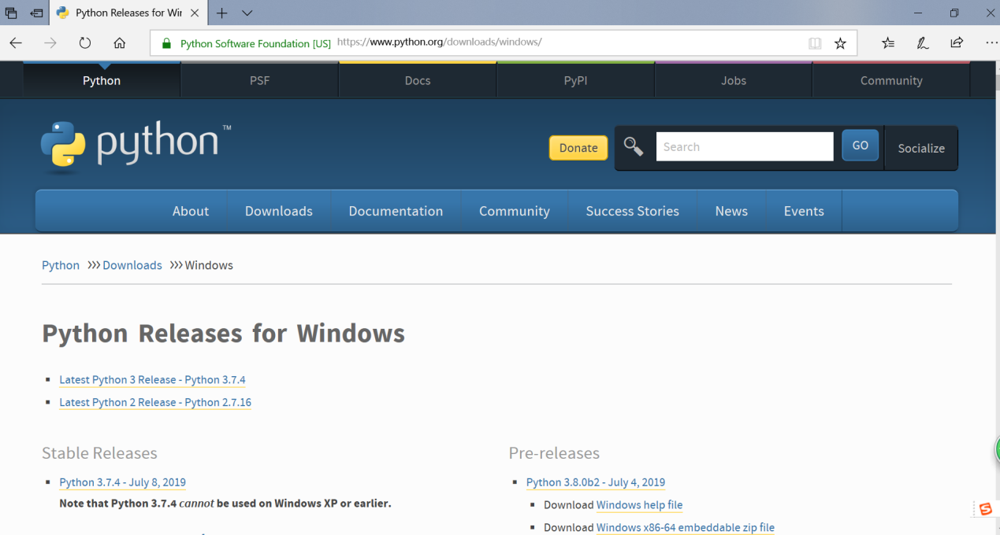 Python Releases for Wir
Python Software Foundation [US] https://www.python.org/downloads/windows/
Python PSF Docs PyPI Jobs Community
python™
Donate Search GO Socialize
About Downloads Documentation Community Success Stories News Events
Python >>> Downloads >>> Windows
Python Releases for Windows
Latest Python 3 Release - Python 3.7.4
Latest Python 2 Release - Python 2.7.16
Stable Releases
Python 3.7.4 - July 8, 2019
Note that Python 3.7.4 cannot be used on Windows XP or earlier.
Pre-releases
Python 3.8.0b2 - July 4, 2019
Download Windows help file
Download Windows x86-64 embeddable zip file